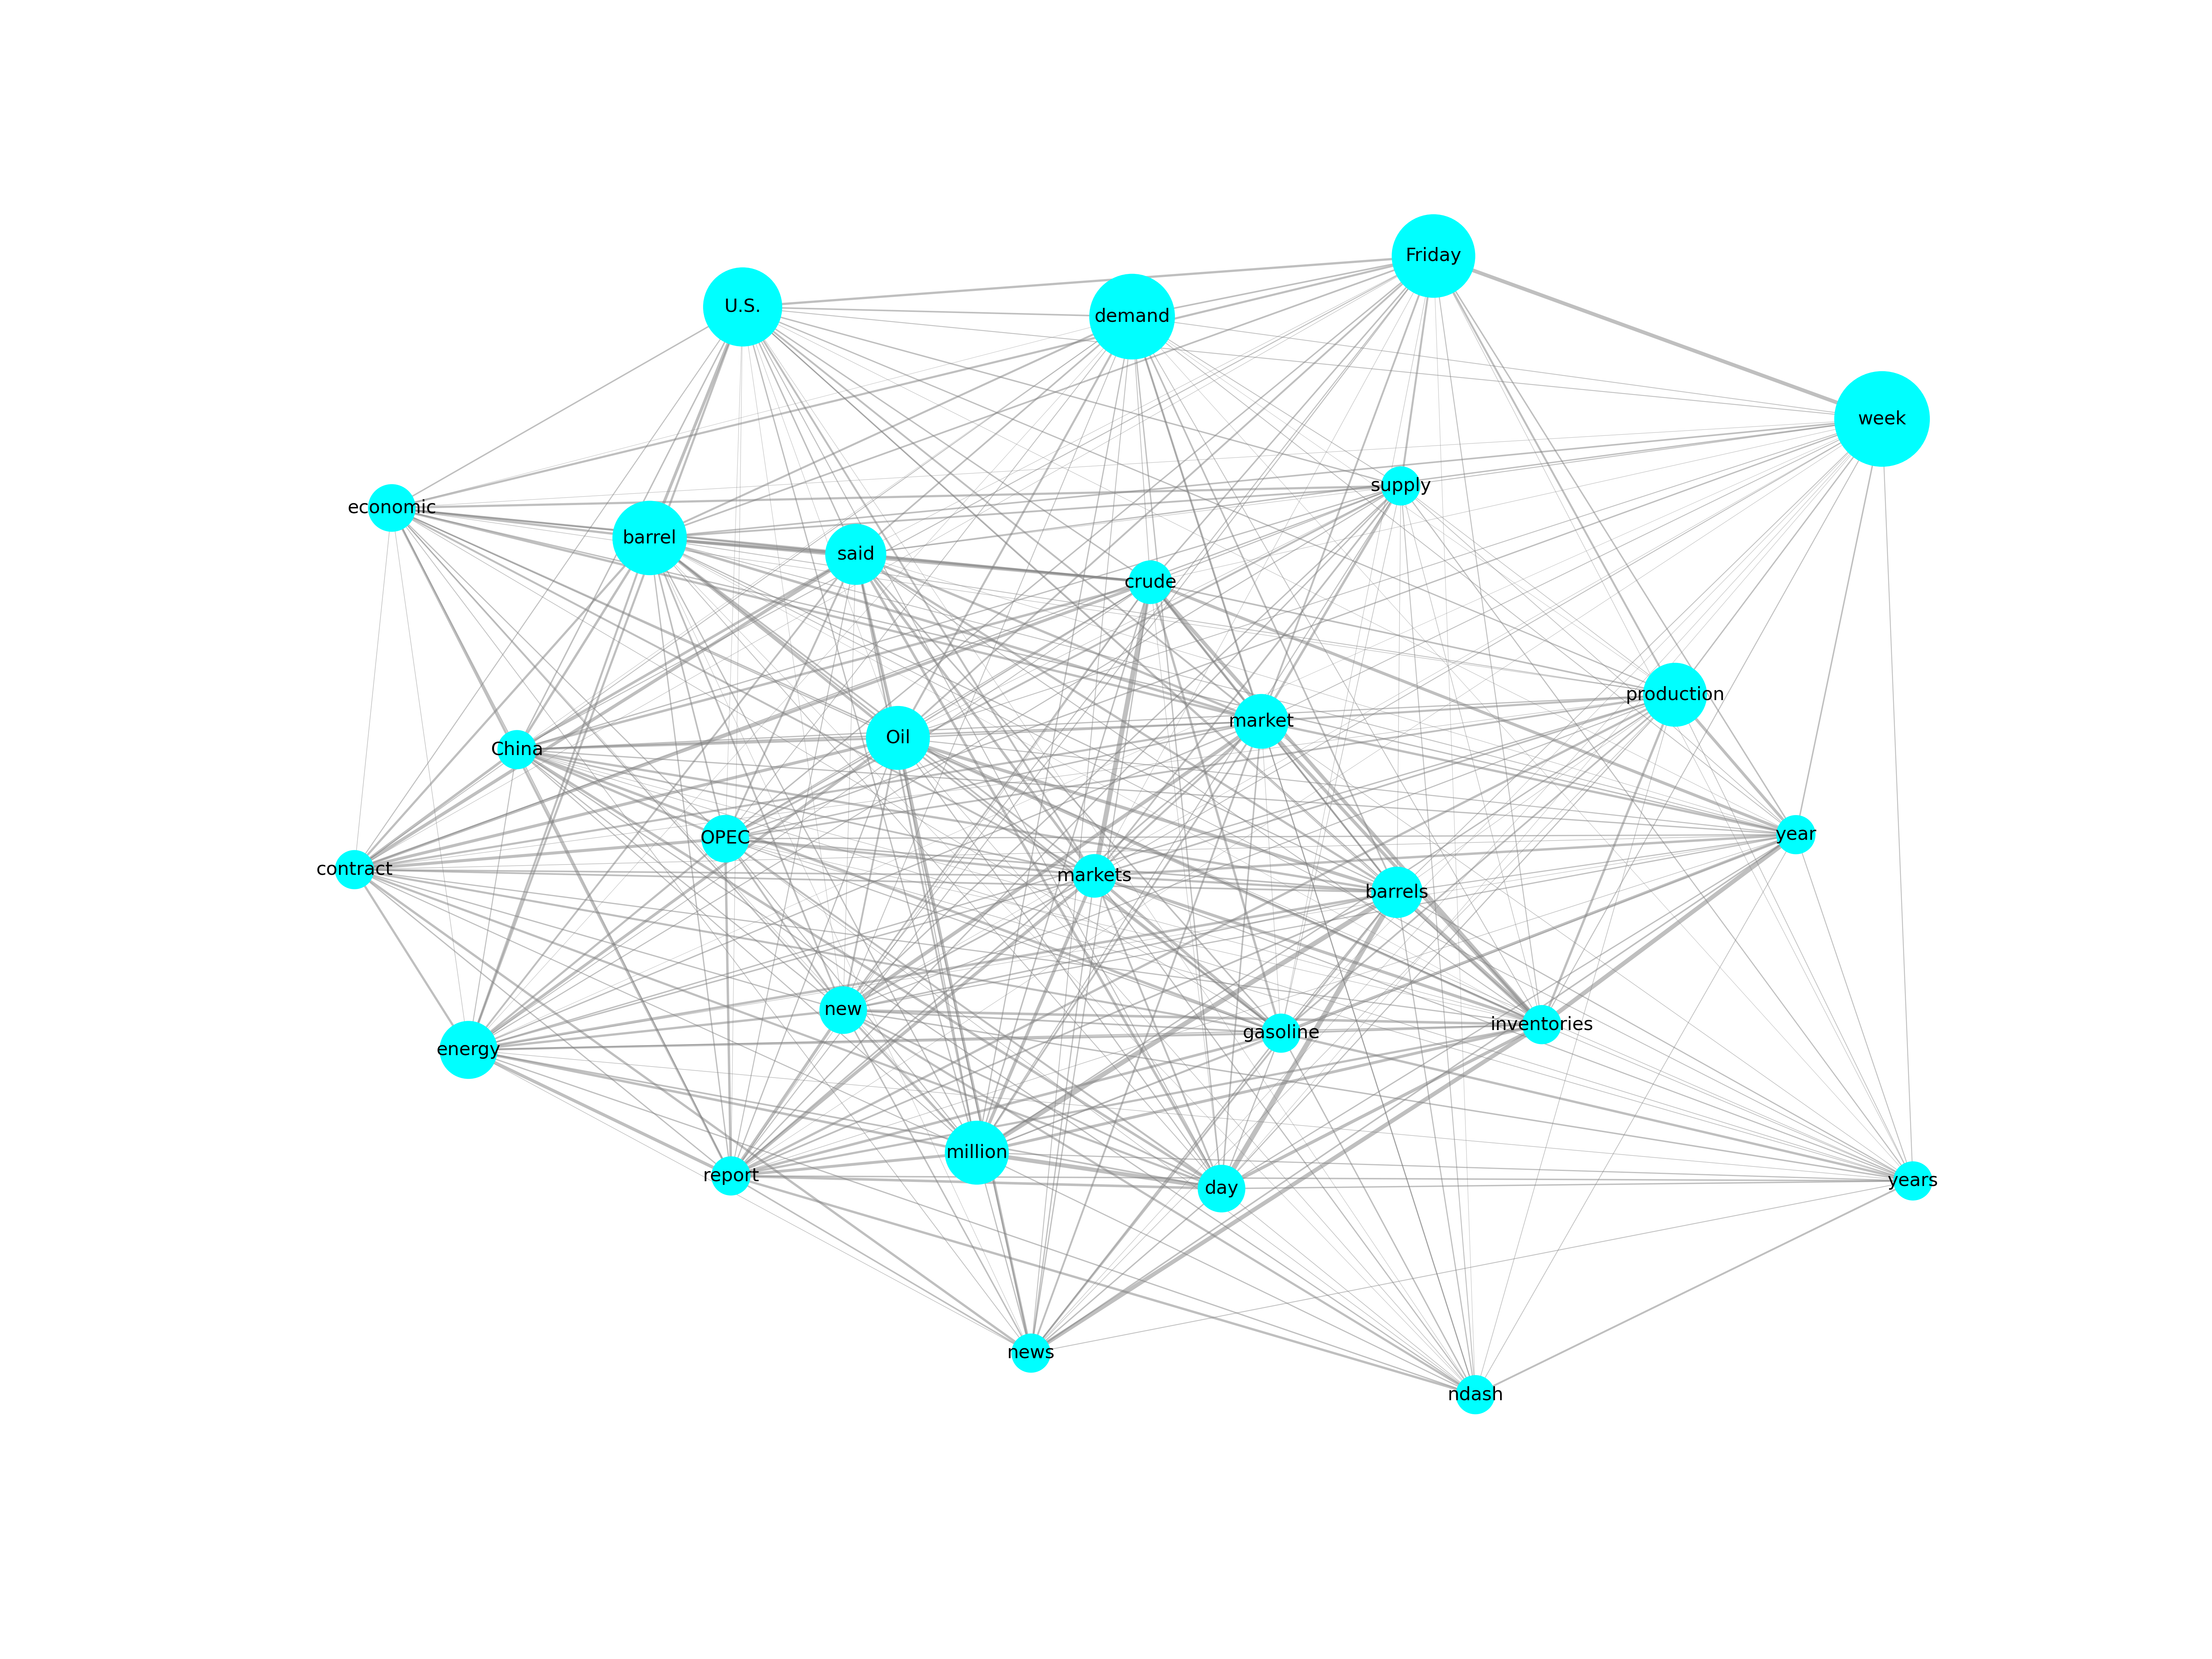 Friday
U.S.
demand
week
supply
economic
barrel
said
crude
production
market
Oil
China
year
OPEC
contract
markets
barrels
new
inventories
gasoline
energy
million
report
years
day
news
ndash